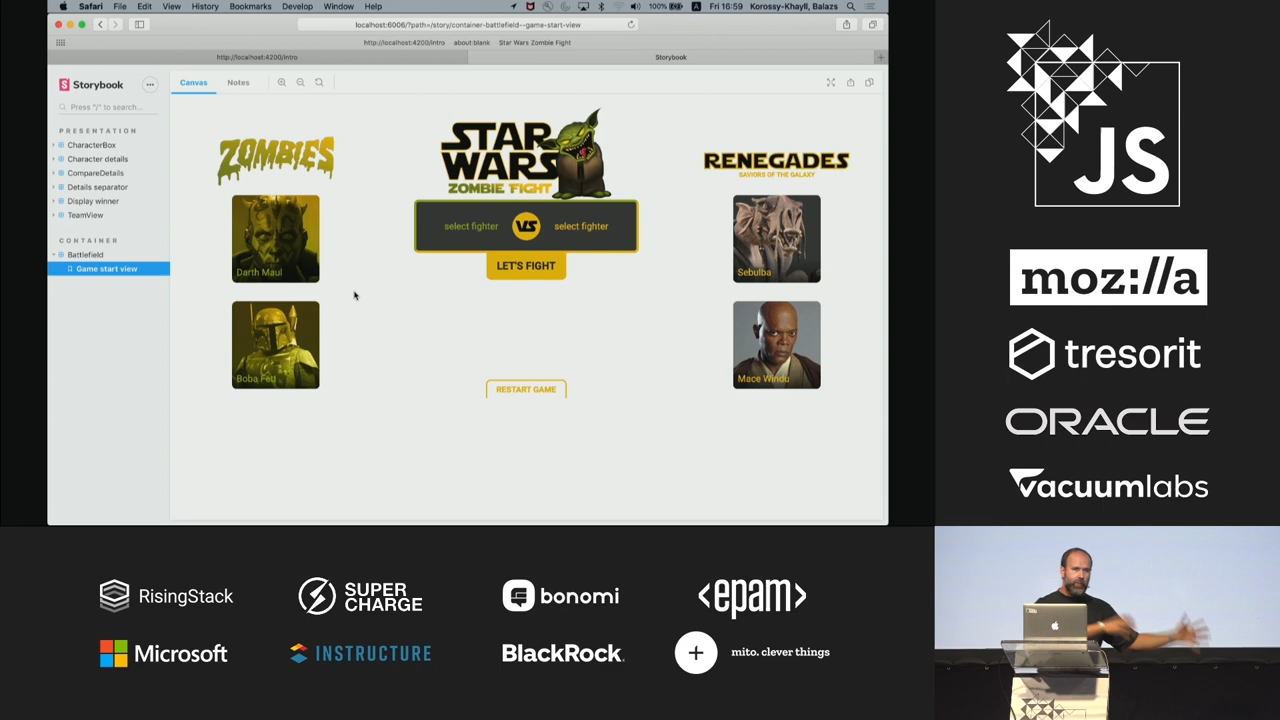 Safari File Edit View History Bookmarks Develop Window Help 100% A Fri 16:59 Korossy-Khayll, Balazs
localhost:6006/?path=/story/container-battlefield--game-start-view
http://localhost:4200/intro about:blank Star Wars Zombie Fight
http://localhost:4200/intro Storybook
Storybook
Canvas Notes
Press "/" to search...
PRESENTATION
CharacterBox
Character details
CompareDetails
Details separator
Display winner
TeamView
CONTAINER
Battlefield
Game start view
ZOMBIES
Darth Maul
Boba Fett
STAR
WARS
ZOMBIE FIGHT
select fighter VS select fighter
LET'S FIGHT
RESTART GAME
RENEGADES
SAVIORS OF THE GALAXY
Sebulba
Mace Windu
JS
moz://a
tresorit
ORACLE
vacuumlabs
RisingStack
SUPER
CHARGE
bonomi
<epam>
Microsoft
INSTRUCTURE
BLACKROCK.
mito. clever things